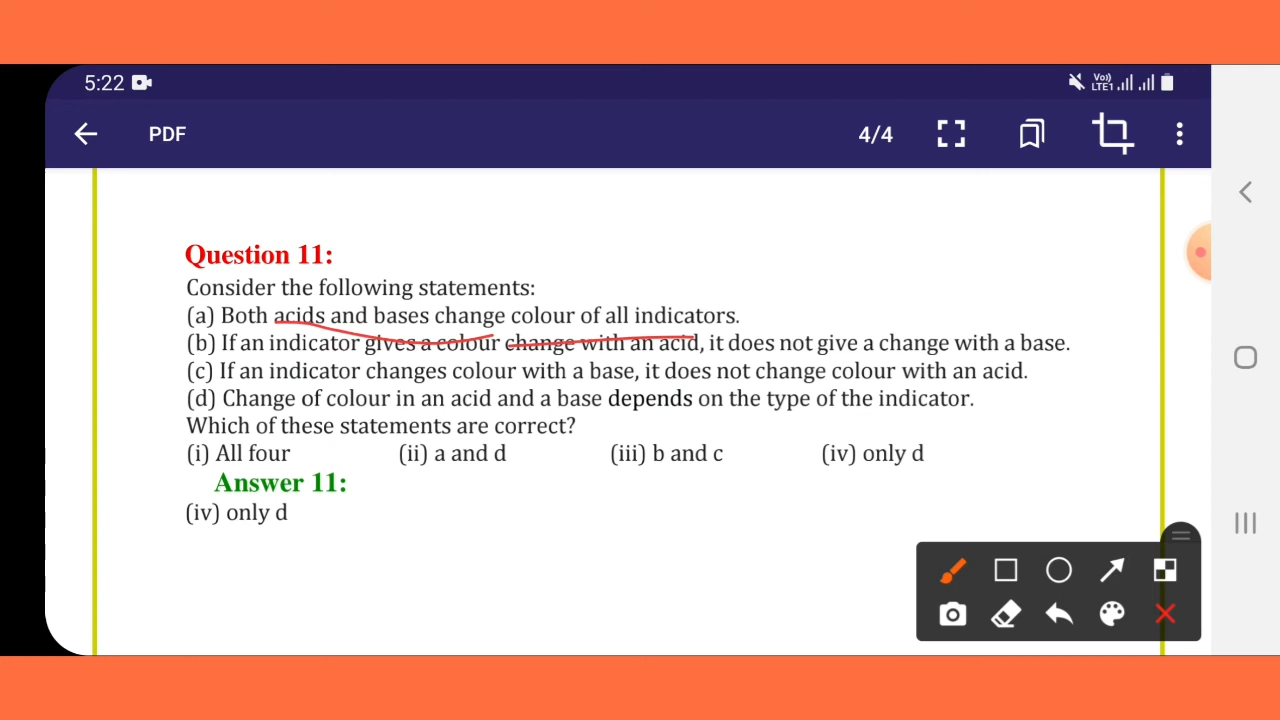 5:22
Vo))
LTE1
PDF
4/4
Question 11:
Consider the following statements:
(a) Both acids and bases change colour of all indicators.
(b) If an indicator gives a colour change with an acid, it does not give a change with a base.
(c) If an indicator changes colour with a base, it does not change colour with an acid.
(d) Change of colour in an acid and a base depends on the type of the indicator.
Which of these statements are correct?
(i) All four (ii) a and d (iii) b and c (iv) only d
Answer 11:
(iv) only d